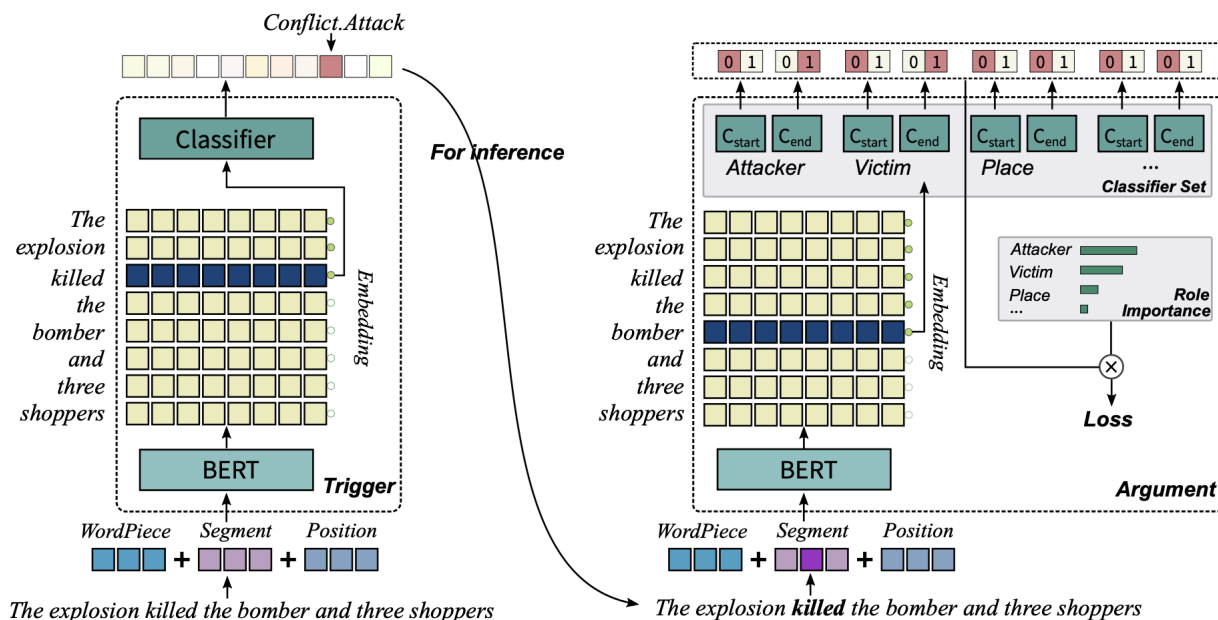 Conflict.Attack
Classifier
For inference
The
explosion
killed
the
bomber
and
three
shoppers
Embedding
BERT
Trigger
WordPiece Segment Position
+ +
The explosion killed the bomber and three shoppers
0 1 0 1 0 1 0 1 0 1 0 1 0 1 0 1
Cstart Cend Cstart Cend Cstart Cend Cstart Cend
Attacker Victim Place ...
Classifier Set
The
explosion
killed
the
bomber
and
three
shoppers
Embedding
Attacker
Victim
Place
...
Role
Importance
×
Loss
BERT
Argument
WordPiece Segment Position
+ +
The explosion killed the bomber and three shoppers